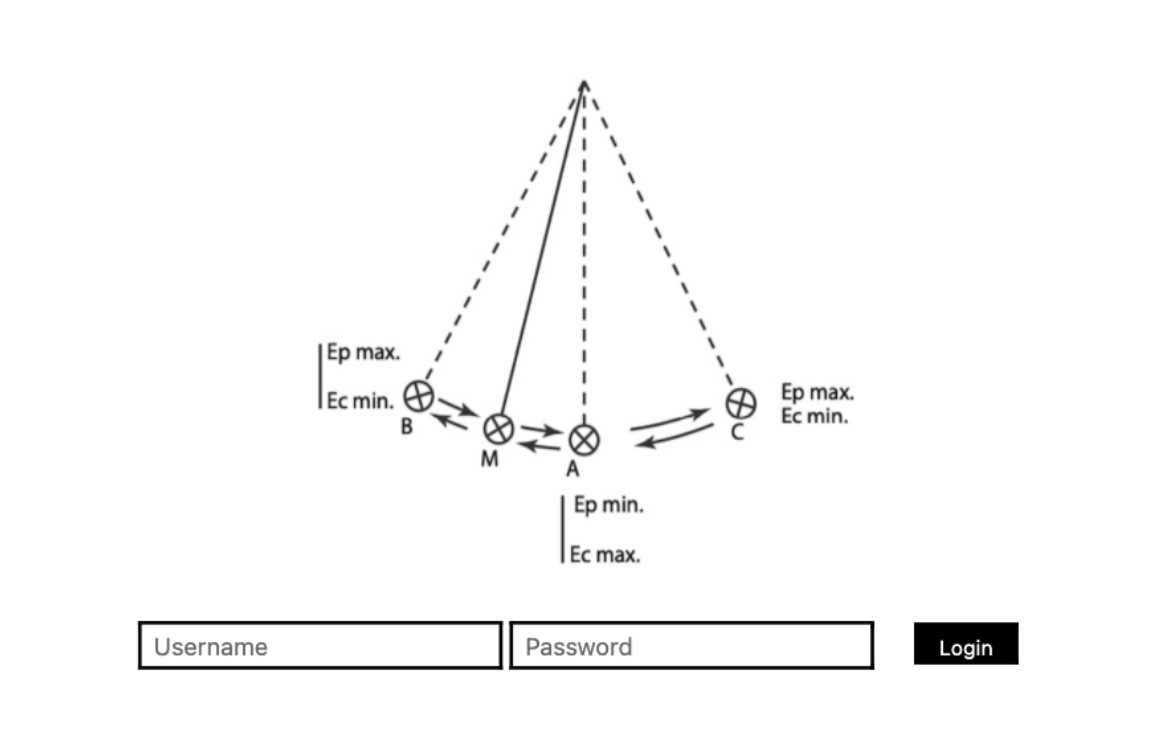 Ep max.
Ec min.
B
M
A
C
Ep max.
Ec min.
Ep min.
Ec max.
Username
Password
Login